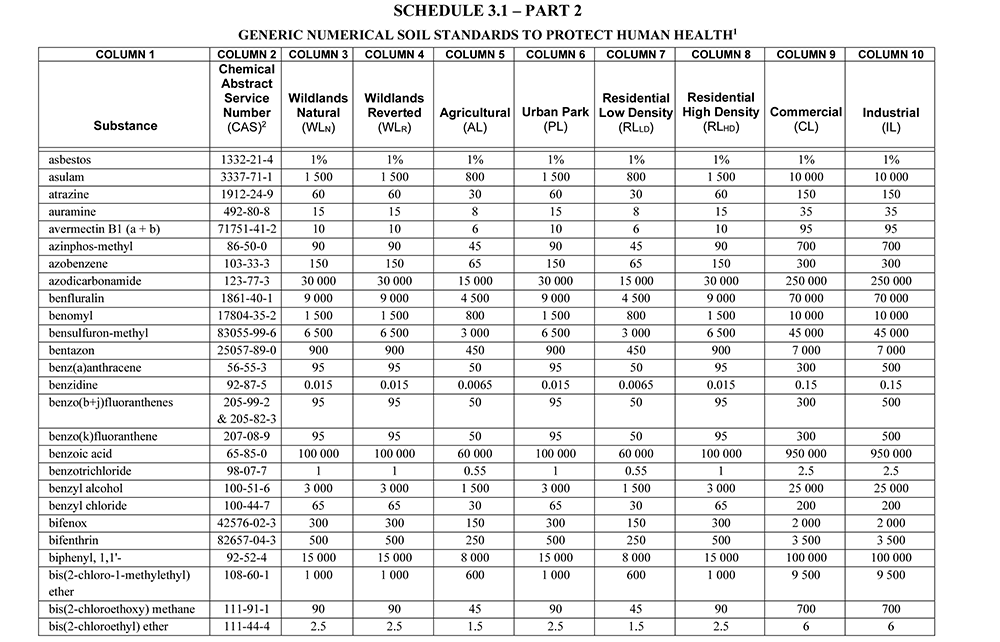 SCHEDULE 3.1 – PART 2
GENERIC NUMERICAL SOIL STANDARDS TO PROTECT HUMAN HEALTH1
COLUMN 1 COLUMN 2 COLUMN 3 COLUMN 4 COLUMN 5 COLUMN 6 COLUMN 7 COLUMN 8 COLUMN 9 COLUMN 10
Substance Chemical Abstract Service Number (CAS)2 Wildlands Natural (WLN) Wildlands Reverted (WLR) Agricultural (AL) Urban Park (PL) Residential Low Density (RLLD) Residential High Density (RLHD) Commercial (CL) Industrial (IL)
asbestos 1332-21-4 1% 1% 1% 1% 1% 1% 1% 1%
asulam 3337-71-1 1 500 1 500 800 1 500 800 1 500 10 000 10 000
atrazine 1912-24-9 60 60 30 60 30 60 150 150
auramine 492-80-8 15 15 8 15 8 15 35 35
avermectin B1 (a + b) 71751-41-2 10 10 6 10 6 10 95 95
azinphos-methyl 86-50-0 90 90 45 90 45 90 700 700
azobenzene 103-33-3 150 150 65 150 65 150 300 300
azodicarbonamide 123-77-3 30 000 30 000 15 000 30 000 15 000 30 000 250 000 250 000
benfluralin 1861-40-1 9 000 9 000 4 500 9 000 4 500 9 000 70 000 70 000
benomyl 17804-35-2 1 500 1 500 800 1 500 800 1 500 10 000 10 000
bensulfuron-methyl 83055-99-6 6 500 6 500 3 000 6 500 3 000 6 500 45 000 45 000
bentazon 25057-89-0 900 900 450 900 450 900 7 000 7 000
benz(a)anthracene 56-55-3 95 95 50 95 50 95 300 500
benzidine 92-87-5 0.015 0.015 0.0065 0.015 0.0065 0.015 0.15 0.15
benzo(b+j)fluoranthenes 205-99-2 95 95 50 95 50 95 300 500
& 205-82-3
benzo(k)fluoranthene 207-08-9 95 95 50 95 50 95 300 500
benzoic acid 65-85-0 100 000 100 000 60 000 100 000 60 000 100 000 950 000 950 000
benzotrichloride 98-07-7 1 1 0.55 1 0.55 1 2.5 2.5
benzyl alcohol 100-51-6 3 000 3 000 1 500 3 000 1 500 3 000 25 000 25 000
benzyl chloride 100-44-7 65 65 30 65 30 65 200 200
bifenox 42576-02-3 300 300 150 300 150 300 2 000 2 000
bifenthrin 82657-04-3 500 500 250 500 250 500 3 500 3 500
biphenyl, 1,1'- 92-52-4 15 000 15 000 8 000 15 000 8 000 15 000 100 000 100 000
bis(2-chloro-1-methylethyl) 108-60-1 1 000 1 000 600 1 000 600 1 000 9 500 9 500
ether
bis(2-chloroethoxy) methane 111-91-1 90 90 45 90 45 90 700 700
bis(2-chloroethyl) ether 111-44-4 2.5 2.5 1.5 2.5 1.5 2.5 6 6